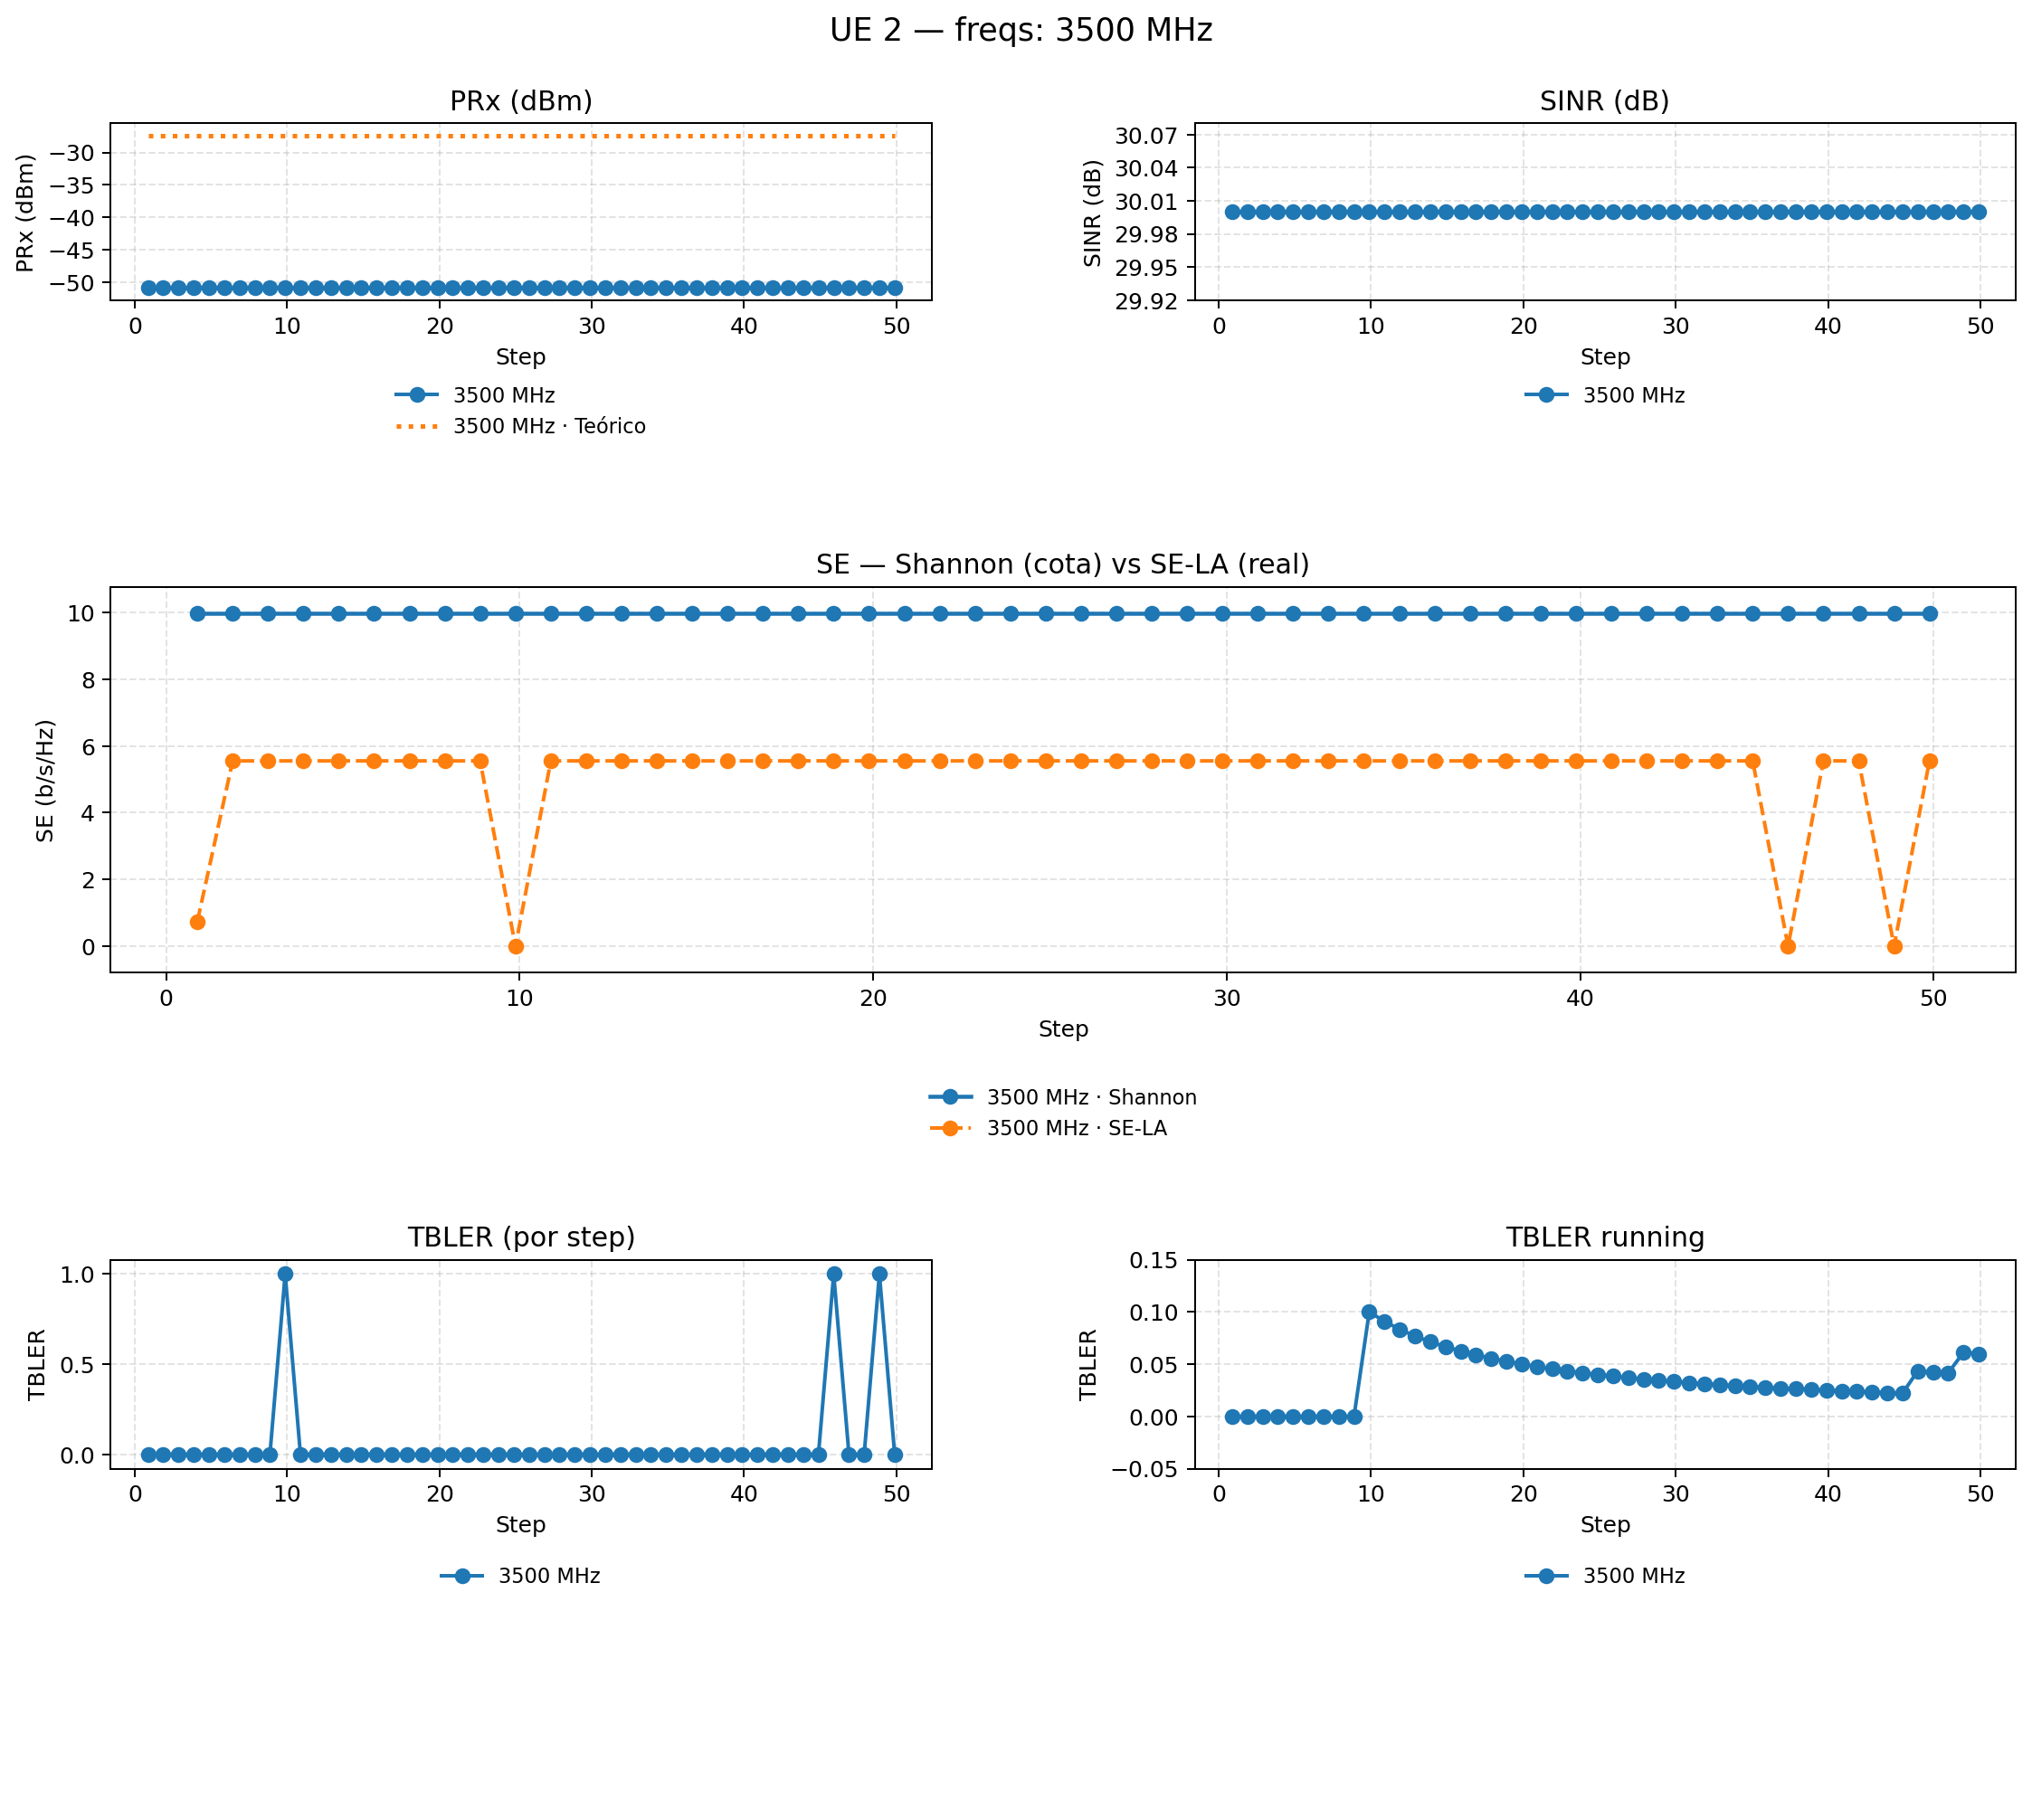 UE 2 — freqs: 3500 MHz
PRx (dBm)
PRx (dBm)
−30
−35
−40
−45
−50
0 10 20 30 40 50
Step
3500 MHz
3500 MHz · Teórico
SINR (dB)
SINR (dB)
30.07
30.04
30.01
29.98
29.95
29.92
0 10 20 30 40 50
Step
3500 MHz
SE — Shannon (cota) vs SE-LA (real)
SE (b/s/Hz)
10
8
6
4
2
0
0 10 20 30 40 50
Step
3500 MHz · Shannon
3500 MHz · SE-LA
TBLER (por step)
TBLER
1.0
0.5
0.0
0 10 20 30 40 50
Step
3500 MHz
TBLER running
TBLER
0.15
0.10
0.05
0.00
−0.05
0 10 20 30 40 50
Step
3500 MHz